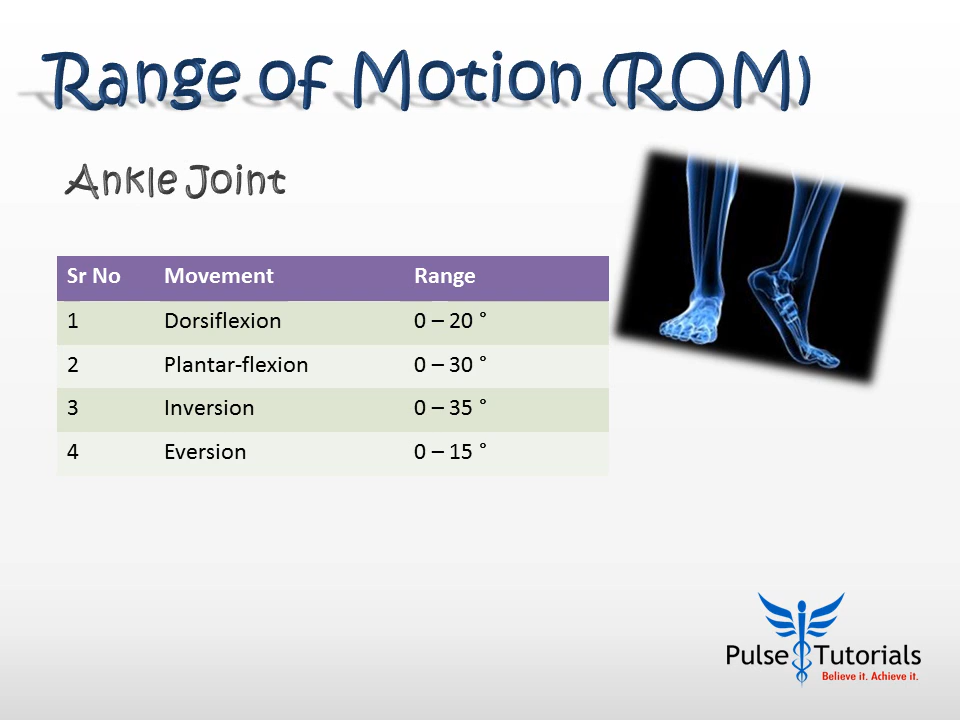 Range of Motion (ROM)
Ankle Joint
Sr No Movement Range
1 Dorsiflexion 0 – 20 °
2 Plantar-flexion 0 – 30 °
3 Inversion 0 – 35 °
4 Eversion 0 – 15 °
Pulse Tutorials
Believe it. Achieve it.